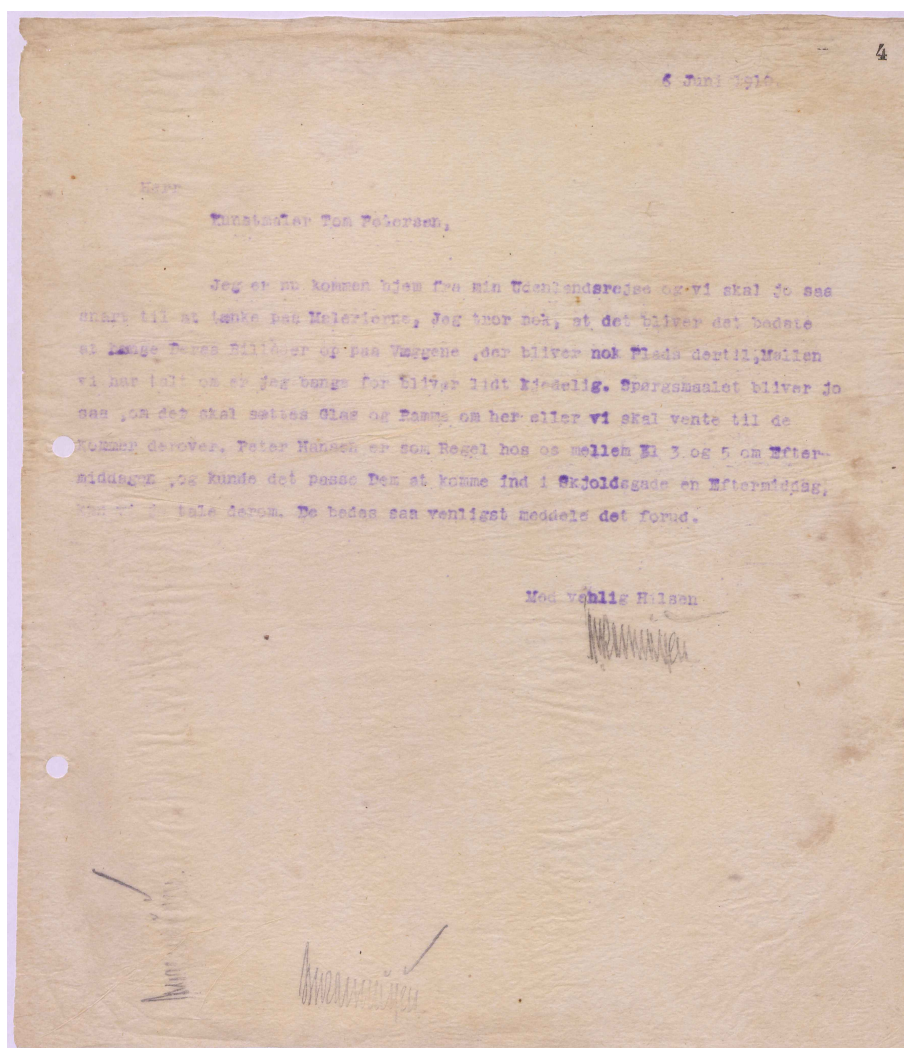 4
6 Juni 1910
Herr
Kunstmaler Tom Petersen,
Jeg er nu kommen hjem fra min Udenlandsrejse og vi skal jo saa
snart til at tænke paa Malerierne, Jeg tror nok, at det bliver det bedste
at hænge Deres Billeder op paa Væggene ,der bliver nok Plads dertil,
vi har talt om er jeg bange for bliver lidt kjedelig. Spørgsmaalet bliver jo
saa ,om det skal sættes Glas og Ramme om her eller vi skal vente til de
kommer derover. Peter Hansen er som Regel hos os mellem Kl 3 og 5 om Efter-
middagen ,og kunde det passe Dem at komme ind i Skjoldsgade en Eftermiddag,
kan vi jo tale derom. De bedes saa venligst meddele det forud.
Med venlig Hilsen